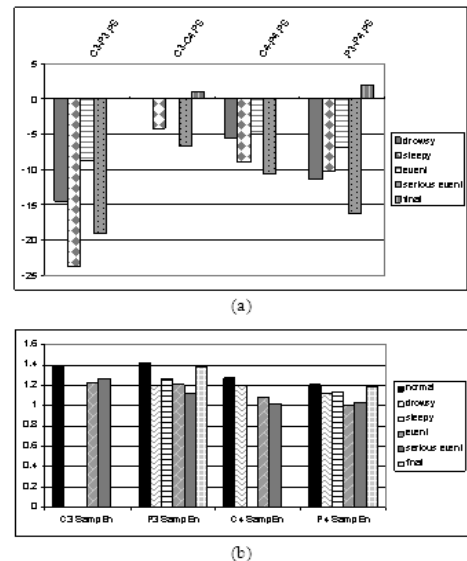 C3-P3 PS
C3-C4 PS
C4-P4 PS
P3-P4 PS
5
0
-5
-10
-15
-20
-25
drowsy
sleepy
event
serious event
final
(a)
1.6
1.4
1.2
1
0.8
0.6
0.4
0.2
0
C3 SampEn
P3 SampEn
C4 SampEn
P4 SampEn
normal
drowsy
sleepy
event
serious event
final
(b)